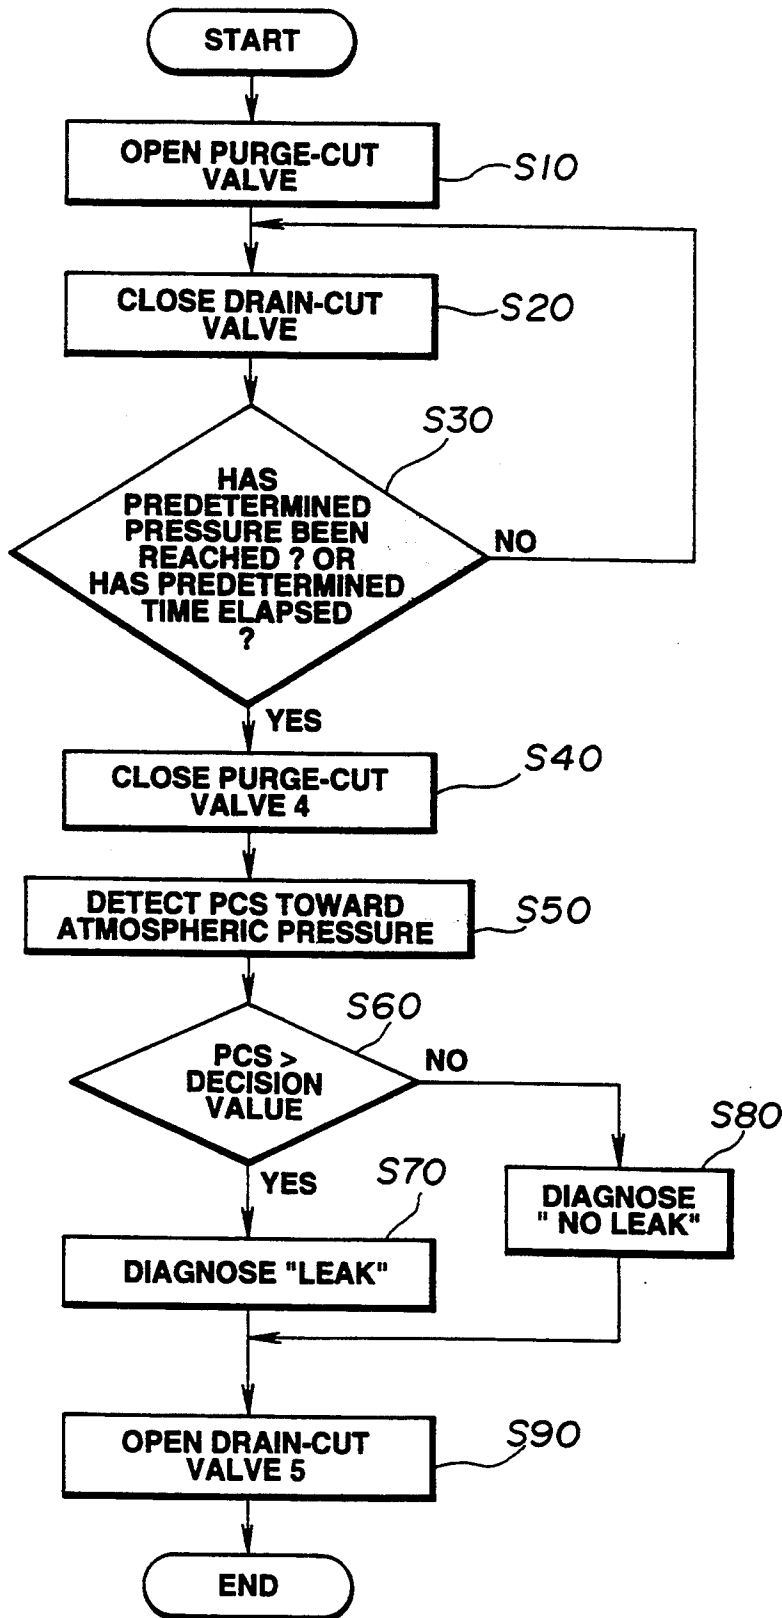 START
OPEN PURGE-CUT
VALVE
S10
CLOSE DRAIN-CUT
VALVE
S20
S30
HAS
PREDETERMINED
PRESSURE BEEN
REACHED ? OR
HAS PREDETERMINED
TIME ELAPSED
?
NO
YES
CLOSE PURGE-CUT
VALVE 4
S40
DETECT PCS TOWARD
ATMOSPHERIC PRESSURE
S50
S60
PCS >
DECISION
VALUE
NO
YES
S70
DIAGNOSE "LEAK"
S80
DIAGNOSE
" NO LEAK"
OPEN DRAIN-CUT
VALVE 5
S90
END